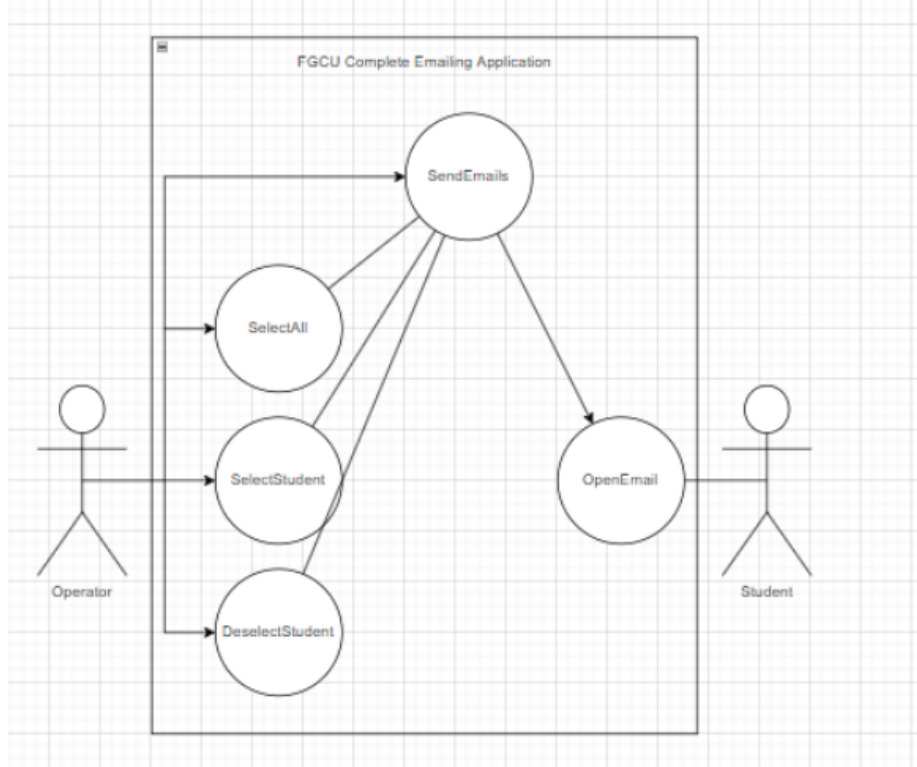 FGCU Complete Emailing Application
SendEmails
SelectAll
SelectStudent
OpenEmail
Operator
Student
DeselectStudent